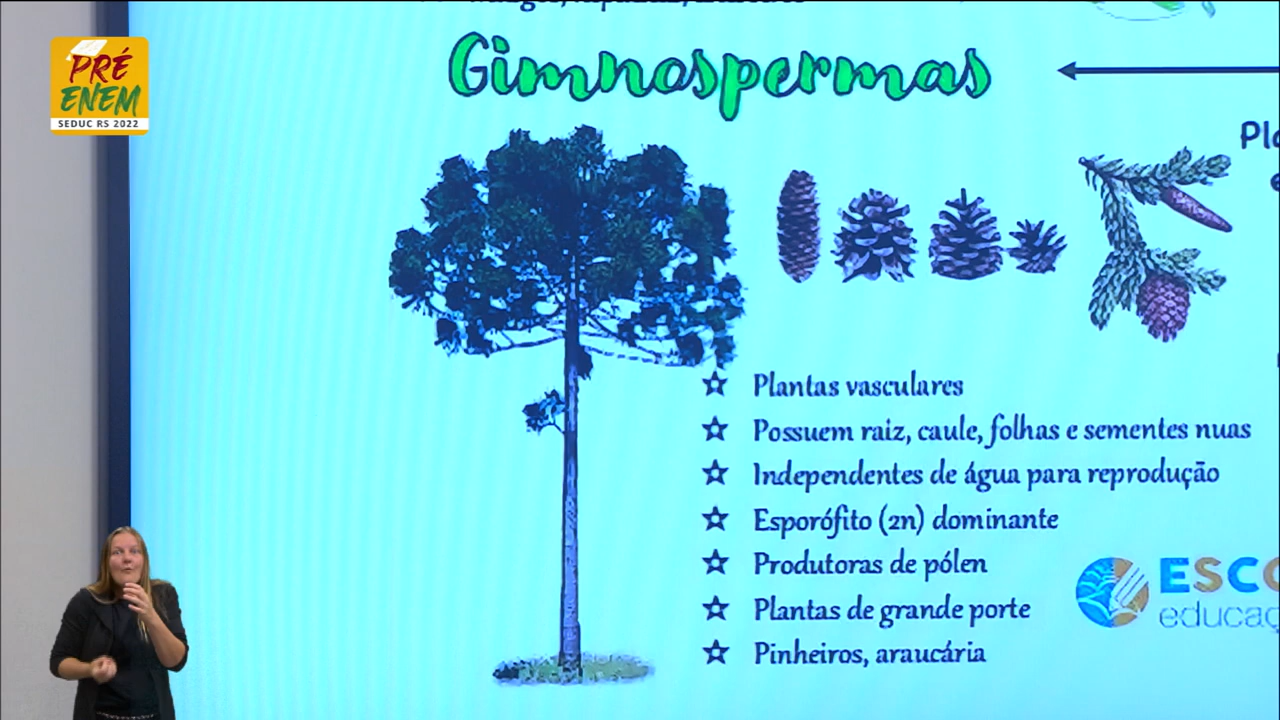 PRÉ
ENEM
SEDUC RS 2022
Gimnospermas
Plantas vasculares
Possuem raiz, caule, folhas e sementes nuas
Independentes de água para reprodução
Esporófito (2n) dominante
Produtoras de pólen
Plantas de grande porte
Pinheiros, araucária